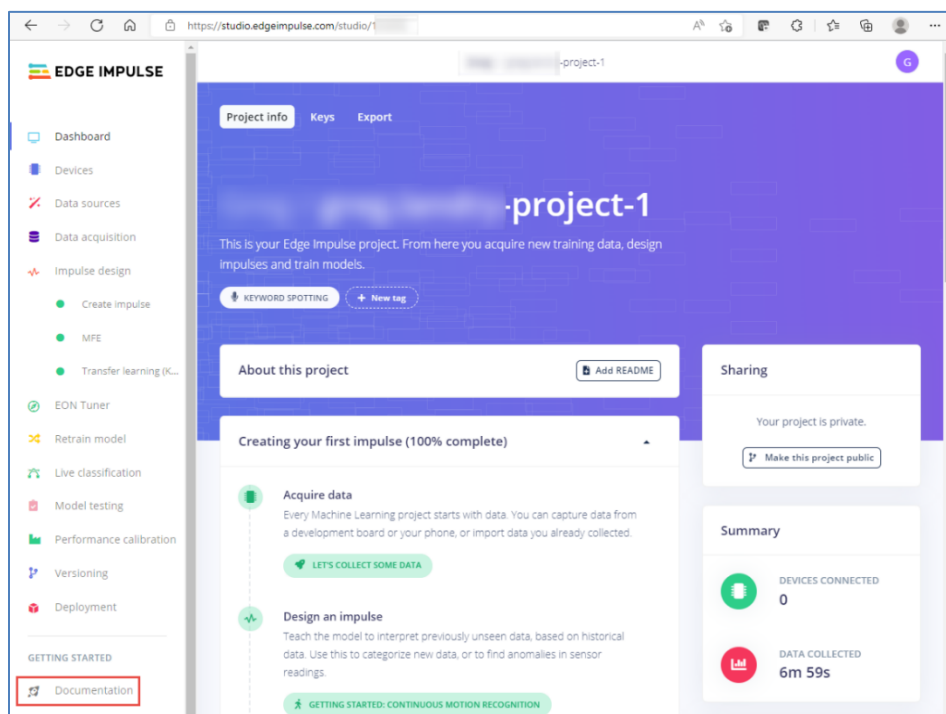 https://studio.edgeimpulse.com/studio/1
EDGE IMPULSE
-project-1
G
Dashboard
Devices
Data sources
Data acquisition
Impulse design
Create impulse
MFE
Transfer learning (K...
EON Tuner
Retrain model
Live classification
Model testing
Performance calibration
Versioning
Deployment
GETTING STARTED
Documentation
Project info Keys Export
-project-1
This is your Edge Impulse project. From here you acquire new training data, design
impulses and train models.
KEYWORD SPOTTING + New tag
About this project
Add README
Creating your first impulse (100% complete)
Acquire data
Every Machine Learning project starts with data. You can capture data from
a development board or your phone, or import data you already collected.
LET'S COLLECT SOME DATA
Design an impulse
Teach the model to interpret previously unseen data, based on historical
data. Use this to categorize new data, or to find anomalies in sensor
readings.
GETTING STARTED: CONTINUOUS MOTION RECOGNITION
Sharing
Your project is private.
Make this project public
Summary
DEVICES CONNECTED
0
DATA COLLECTED
6m 59s